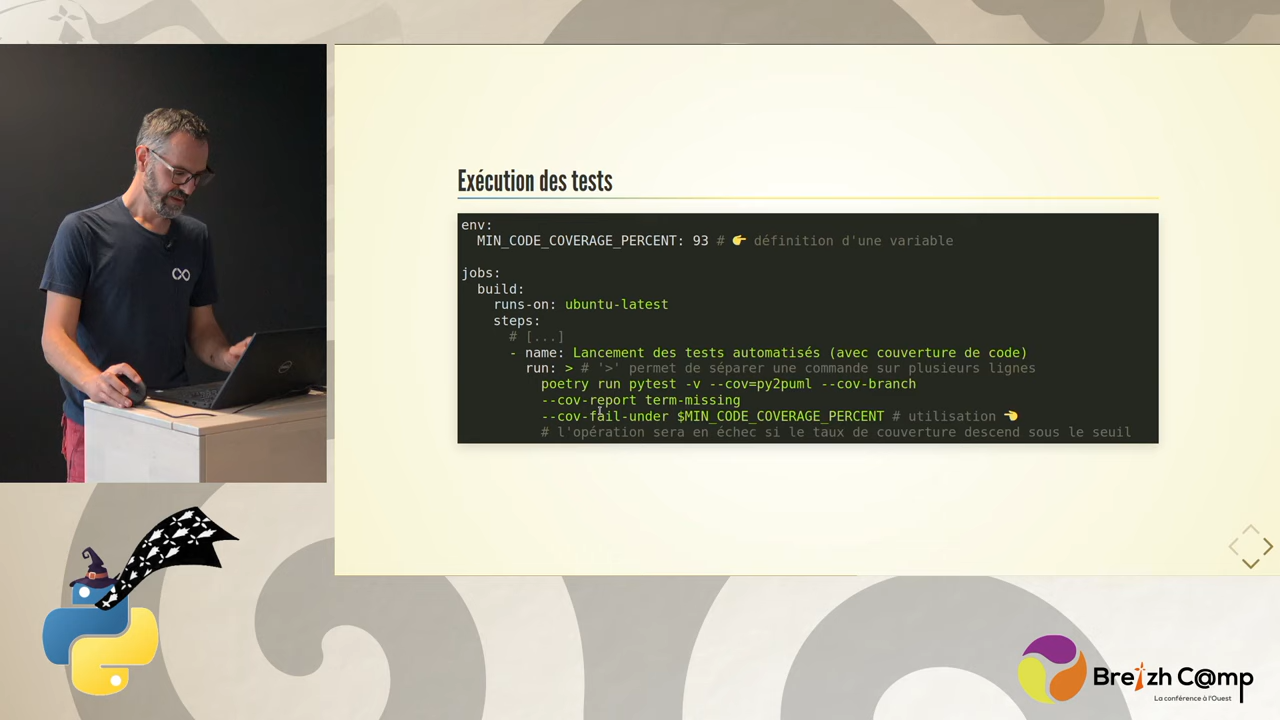 Exécution des tests
env:
MIN_CODE_COVERAGE_PERCENT: 93 # 👉 définition d'une variable
jobs:
build:
runs-on: ubuntu-latest
steps:
# [...]
- name: Lancement des tests automatisés (avec couverture de code)
run: > # '>' permet de séparer une commande sur plusieurs lignes
poetry run pytest -v --cov=py2puml --cov-branch
--cov-report term-missing
--cov-fail-under $MIN_CODE_COVERAGE_PERCENT # utilisation 👈
# l'opération sera en échec si le taux de couverture descend sous le seuil
Breizh C@mp
La conférence à l'Ouest